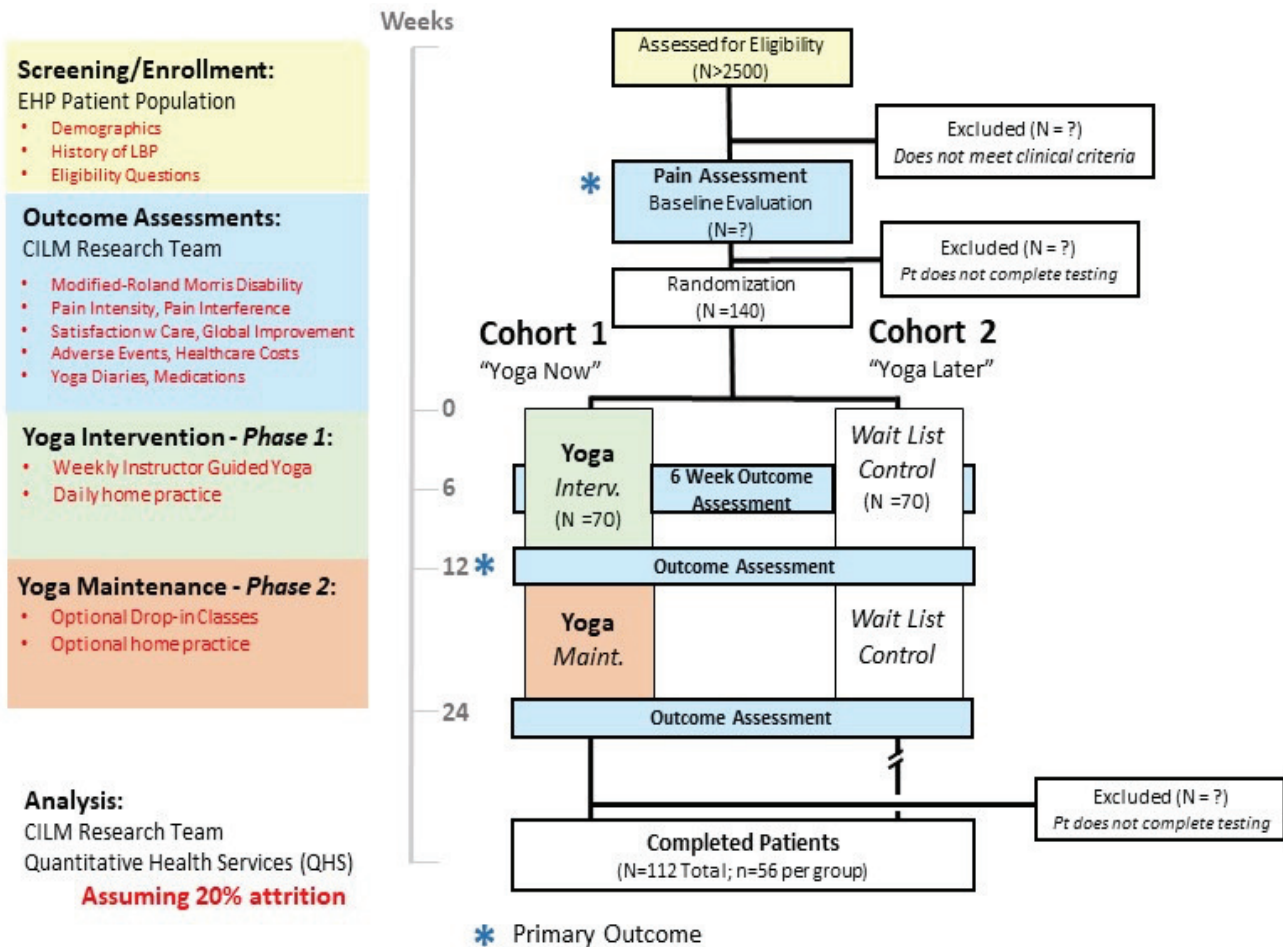 Weeks
Screening/Enrollment:
EHP Patient Population
• Demographics
• History of LBP
• Eligibility Questions
Outcome Assessments:
CILM Research Team
• Modified-Roland Morris Disability
• Pain Intensity, Pain Interference
• Satisfaction w Care, Global Improvement
• Adverse Events, Healthcare Costs
• Yoga Diaries, Medications
Yoga Intervention - Phase 1:
• Weekly Instructor Guided Yoga
• Daily home practice
Yoga Maintenance - Phase 2:
• Optional Drop-in Classes
• Optional home practice
Analysis:
CILM Research Team
Quantitative Health Services (QHS)
Assuming 20% attrition
0
6
12 *
24
Assessed for Eligibility
(N>2500)
Excluded (N = ?)
Does not meet clinical criteria
* Pain Assessment
Baseline Evaluation
(N=?)
Excluded (N = ?)
Pt does not complete testing
Randomization
(N =140)
Cohort 1
"Yoga Now"
Cohort 2
"Yoga Later"
Yoga
Interv.
(N =70)
6 Week Outcome
Assessment
Wait List
Control
(N =70)
Outcome Assessment
Yoga
Maint.
Wait List
Control
Outcome Assessment
Excluded (N = ?)
Pt does not complete testing
Completed Patients
(N=112 Total; n=56 per group)
* Primary Outcome